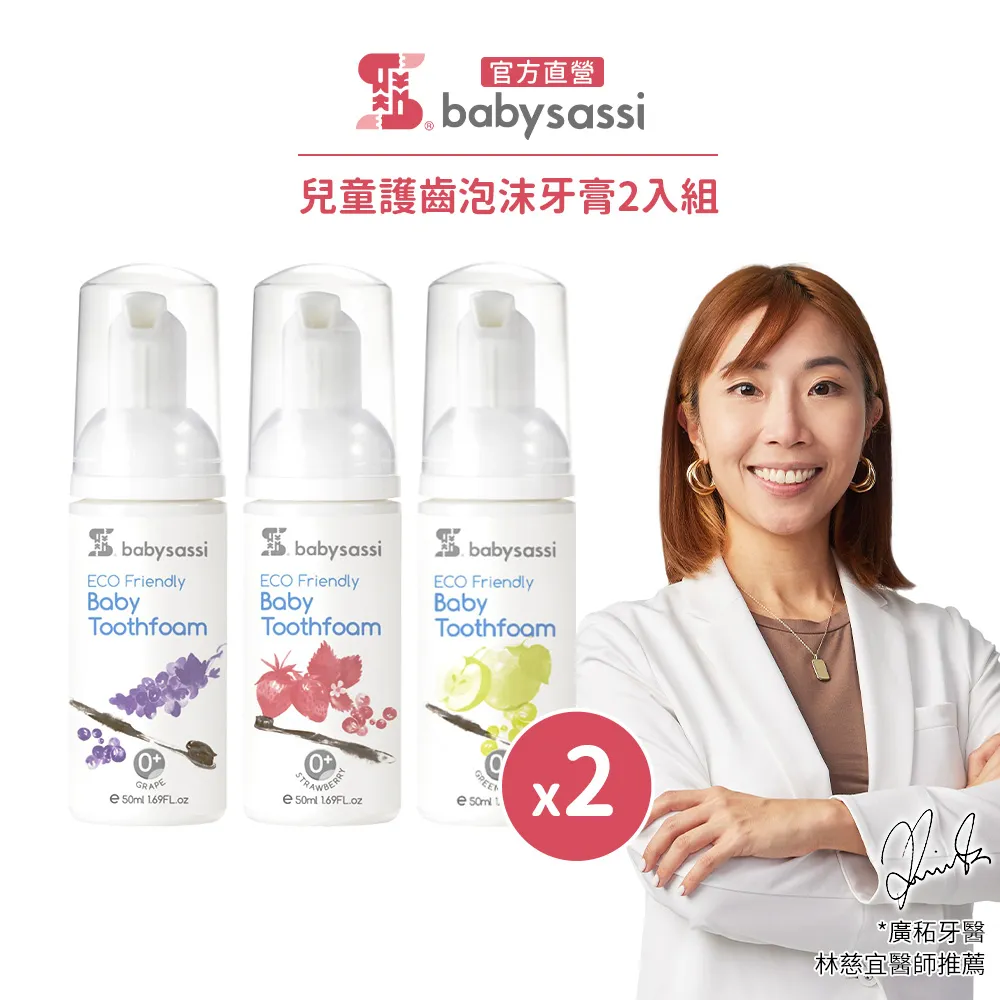 官方直營
babysassi
®
兒童護齒泡沫牙膏2入組
babysassi
ECO Friendly
Baby
Toothfoam
0+
GRAPE
e 50ml 1.69FL.oz
babysassi
ECO Friendly
Baby
Toothfoam
0+
STRAWBERRY
e 50ml 1.69FL.oz
babysassi
ECO Friendly
Baby
Toothfoam
GREEN
e 50ml
x2
*廣秳牙醫
林慈宜醫師推薦